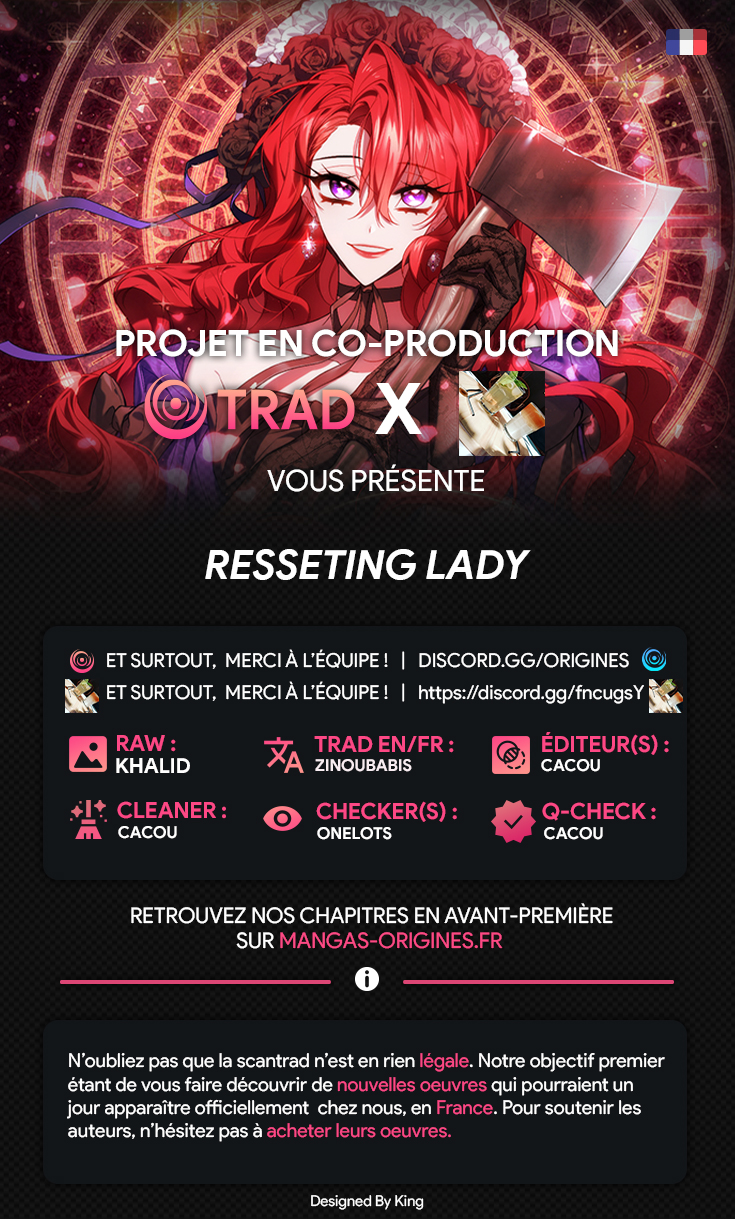 PROJET EN CO-PRODUCTION
TRAD X
VOUS PRÉSENTE
RESSETING LADY
ET SURTOUT, MERCI À L'ÉQUIPE ! | DISCORD.GG/ORIGINES
ET SURTOUT, MERCI À L'ÉQUIPE ! | https://discord.gg/fncugsY
RAW : TRAD EN/FR : ÉDITEUR(S) :
KHALID ZINOUBABIS CACOU
CLEANER : CHECKER(S) : Q-CHECK :
CACOU ONELOTS CACOU
RETROUVEZ NOS CHAPITRES EN AVANT-PREMIÈRE
SUR MANGAS-ORIGINES.FR
N'oubliez pas que la scantrad n'est en rien légale. Notre objectif premier
étant de vous faire découvrir de nouvelles oeuvres qui pourraient un
jour apparaître officiellement chez nous, en France. Pour soutenir les
auteurs, n'hésitez pas à acheter leurs oeuvres.
Designed By King